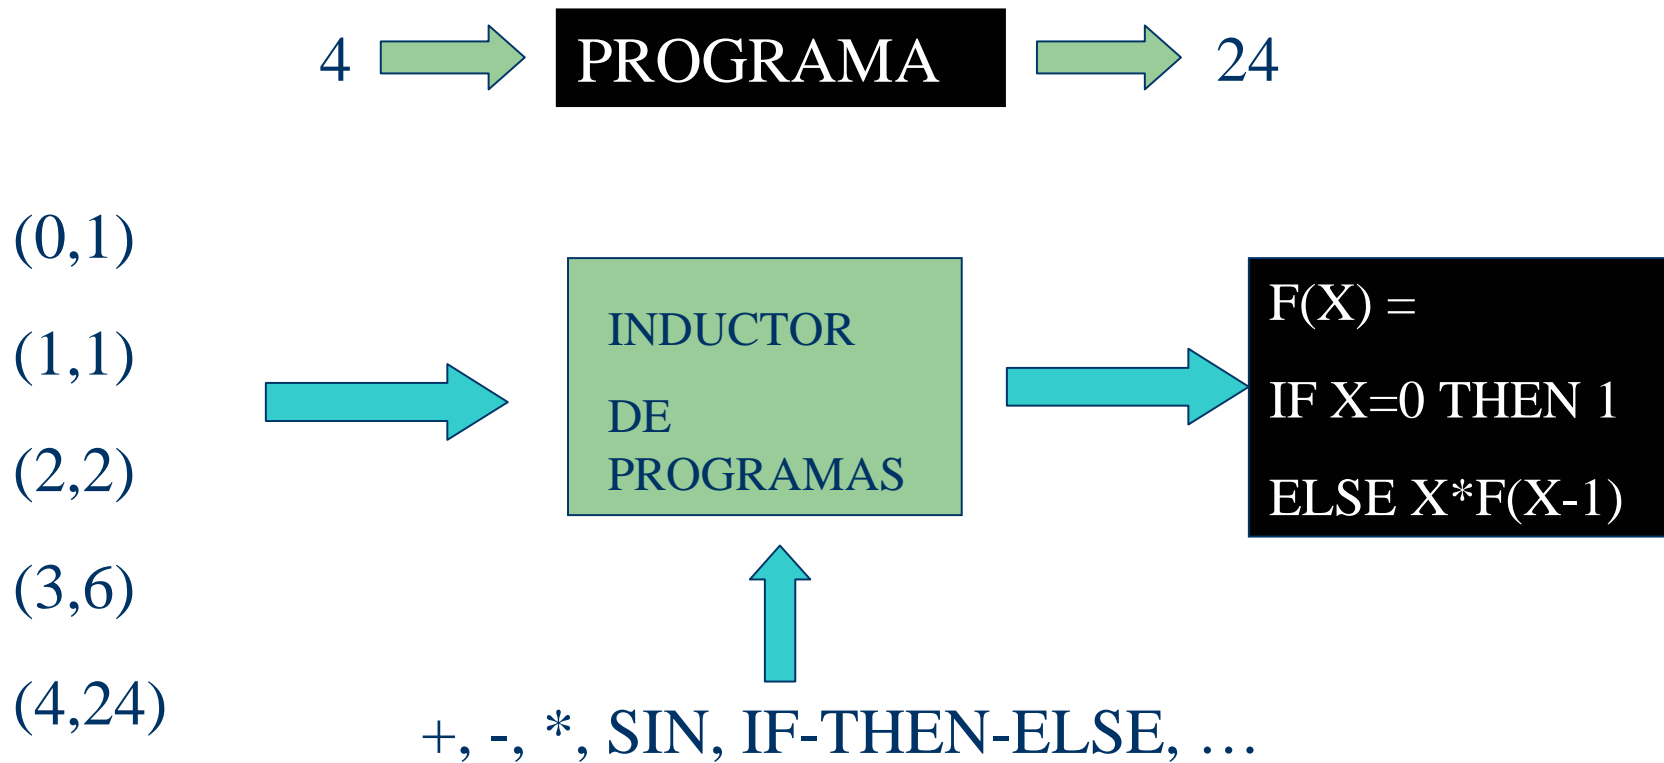 4 PROGRAMA 24
(0,1)
(1,1)
(2,2)
(3,6)
(4,24)
INDUCTOR
DE
PROGRAMAS
F(X) =
IF X=0 THEN 1
ELSE X*F(X-1)
+, -, *, SIN, IF-THEN-ELSE, …